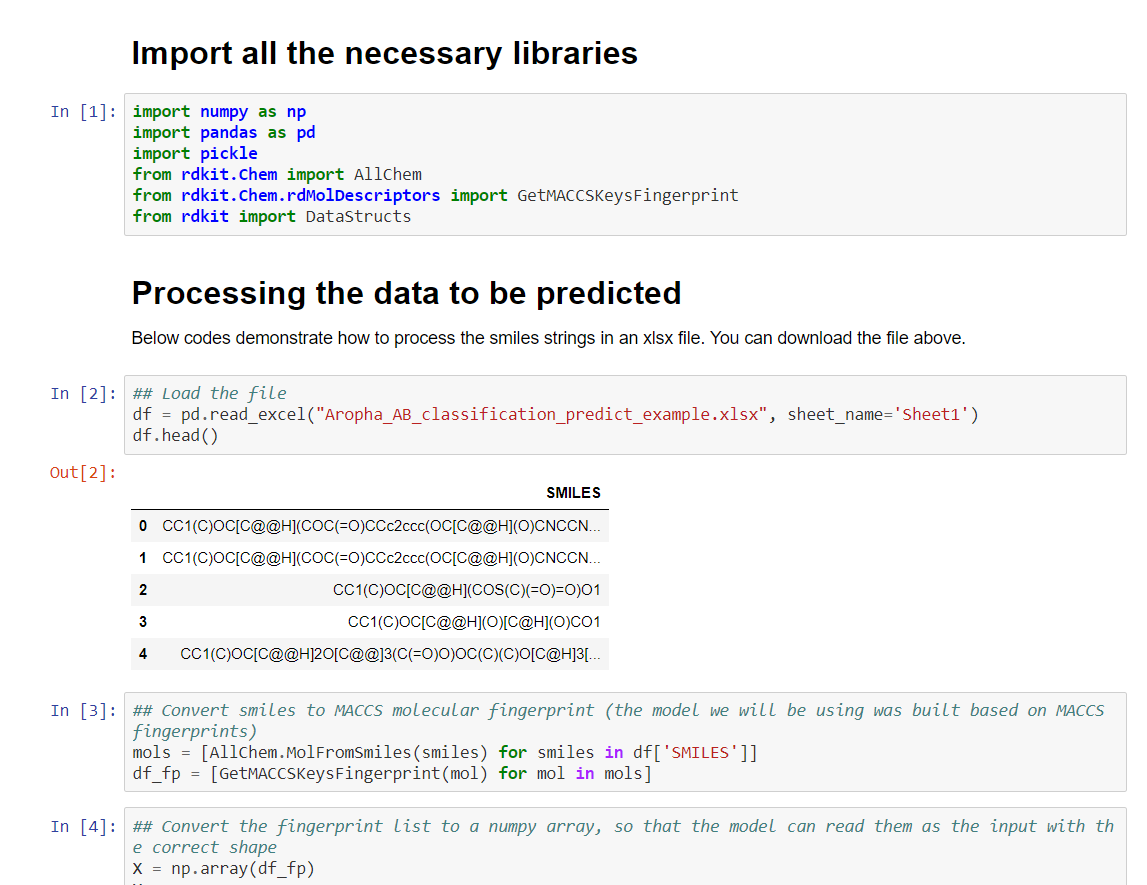 Import all the necessary libraries
In [1]:
import numpy as np
import pandas as pd
import pickle
from rdkit.Chem import AllChem
from rdkit.Chem.rdMolDescriptors import GetMACCSKeysFingerprint
from rdkit import DataStructs
Processing the data to be predicted
Below codes demonstrate how to process the smiles strings in an xlsx file. You can download the file above.
In [2]:
## Load the file
df = pd.read_excel("Aropha_AB_classification_predict_example.xlsx", sheet_name='Sheet1')
df.head()
Out[2]:
SMILES
0 CC1(C)OC[C@@H](COC(=O)CCc2ccc(OC[C@@H](O)CNCCN...
1 CC1(C)OC[C@@H](COC(=O)CCc2ccc(OC[C@@H](O)CNCCN...
2 CC1(C)OC[C@@H](COS(C)(=O)=O)O1
3 CC1(C)OC[C@@H](O)[C@H](O)CO1
4 CC1(C)OC[C@@H]2O[C@@]3(C(=O)O)OC(C)(C)O[C@H]3[...
In [3]:
## Convert smiles to MACCS molecular fingerprint (the model we will be using was built based on MACCS
fingerprints)
mols = [AllChem.MolFromSmiles(smiles) for smiles in df['SMILES']]
df_fp = [GetMACCSKeysFingerprint(mol) for mol in mols]
In [4]:
## Convert the fingerprint list to a numpy array, so that the model can read them as the input with th
e correct shape
X = np.array(df_fp)